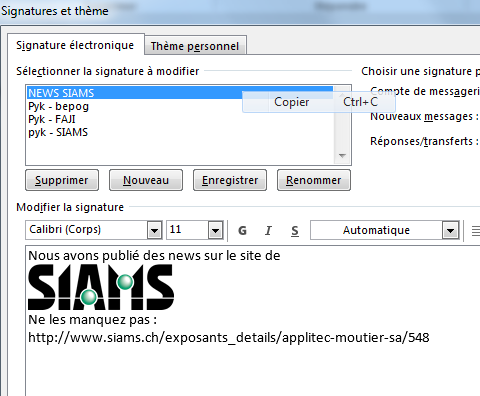 Signatures et thème
Signature électronique
Thème personnel
Sélectionner la signature à modifier
Choisir une signature p
NEWS SIAMS
Pyk - bepog
Pyk - FAJI
pyk - SIAMS
Copier Ctrl+C
Compte de messageri
Nouveaux messages :
Réponses/transferts :
Supprimer
Nouveau
Enregistrer
Renommer
Modifier la signature
Calibri (Corps) 11 G I S Automatique
Nous avons publié des news sur le site de
SIAMS
Ne les manquez pas :
http://www.siams.ch/exposants_details/applitec-moutier-sa/548